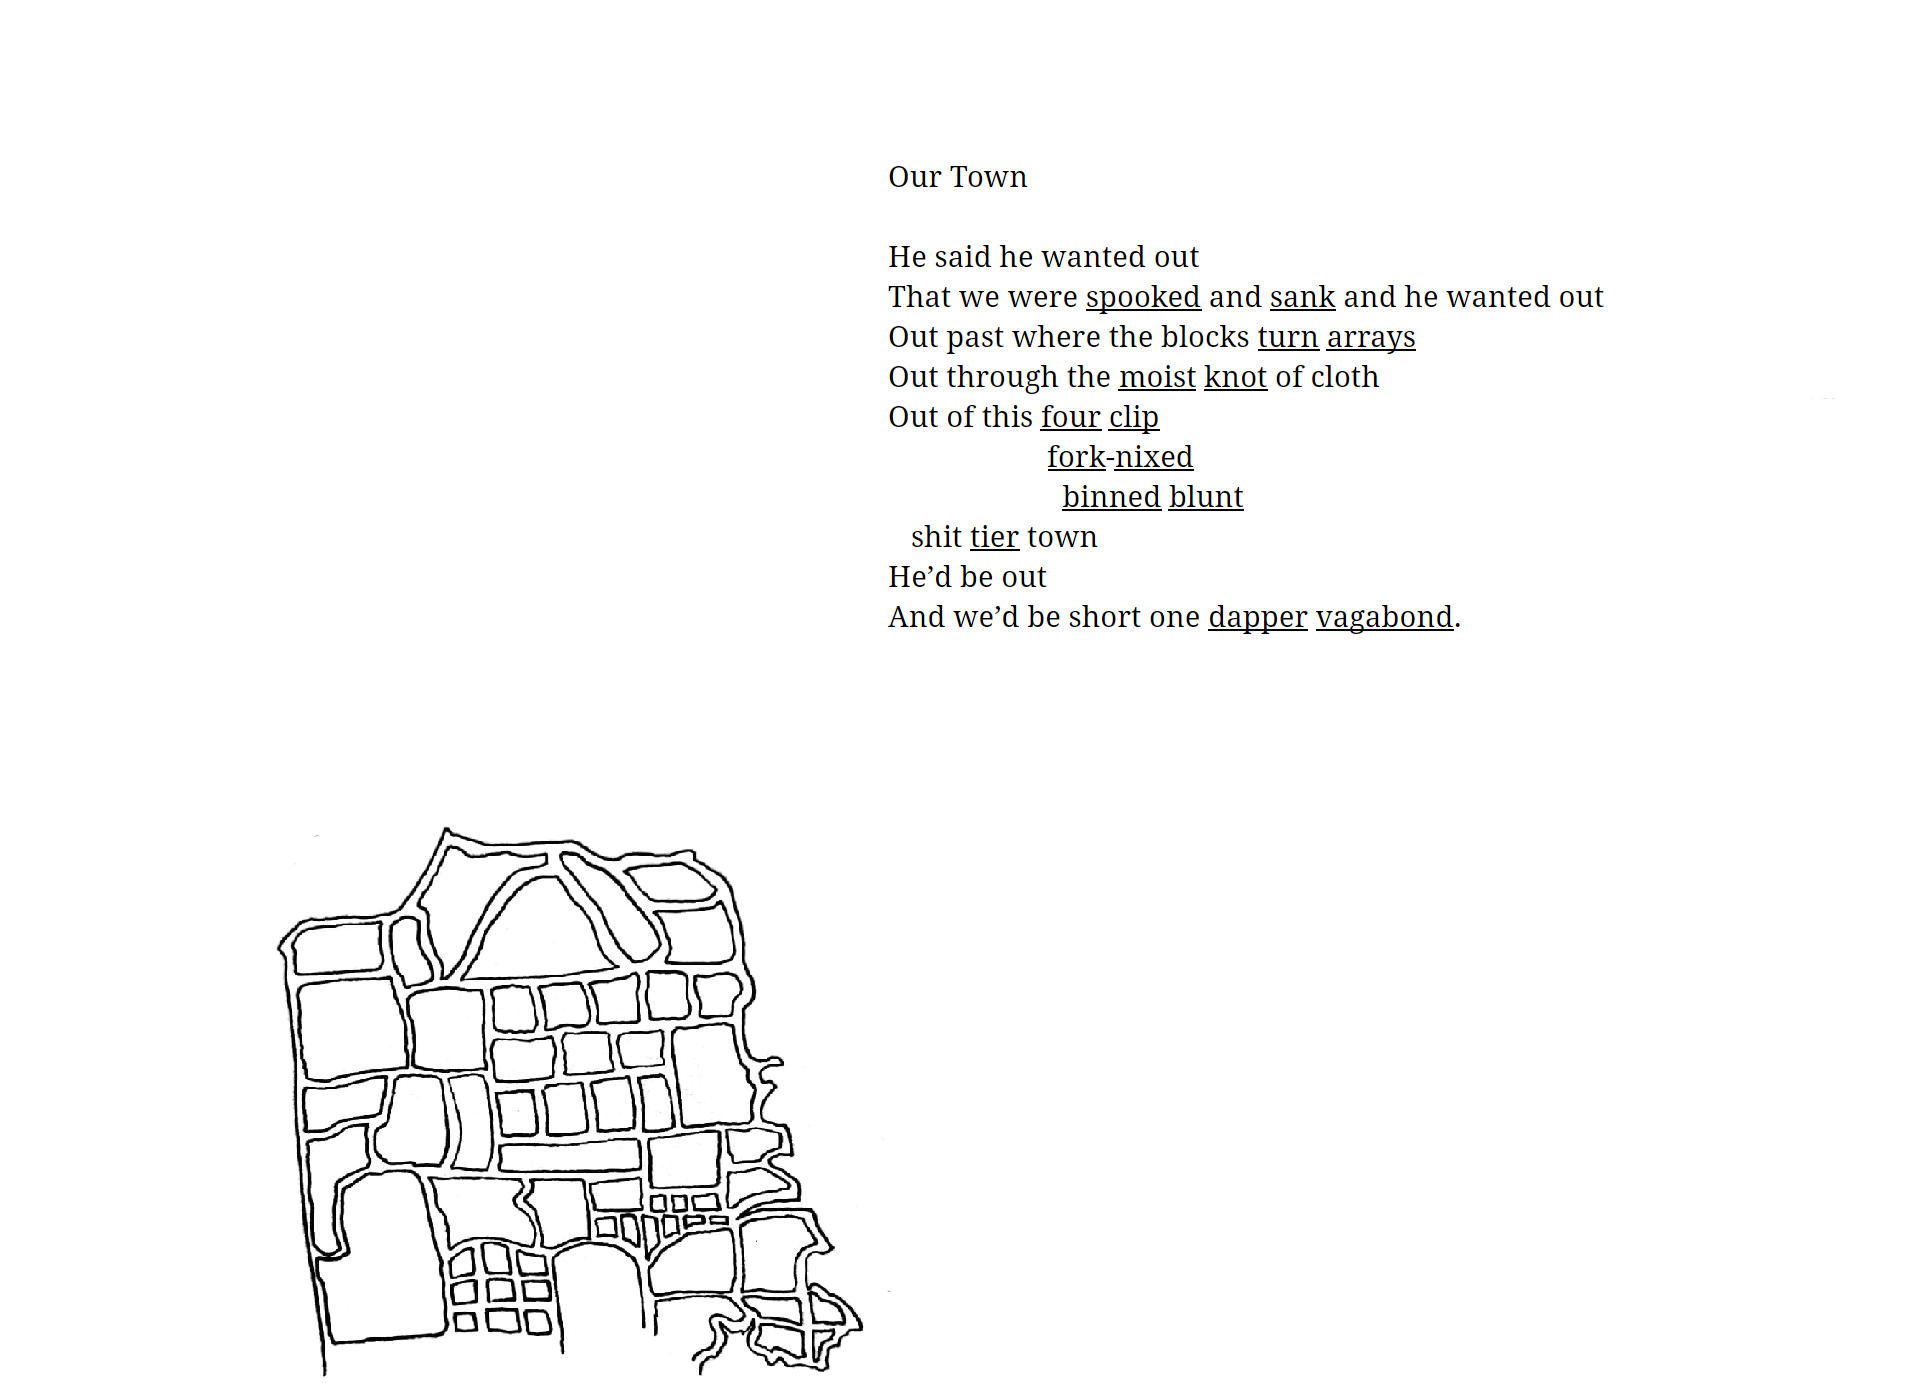 Our Town
He said he wanted out
That we were spooked and sank and he wanted out
Out past where the blocks turn arrays
Out through the moist knot of cloth
Out of this four clip
fork-nixed
binned blunt
shit tier town
He’d be out
And we’d be short one dapper vagabond.